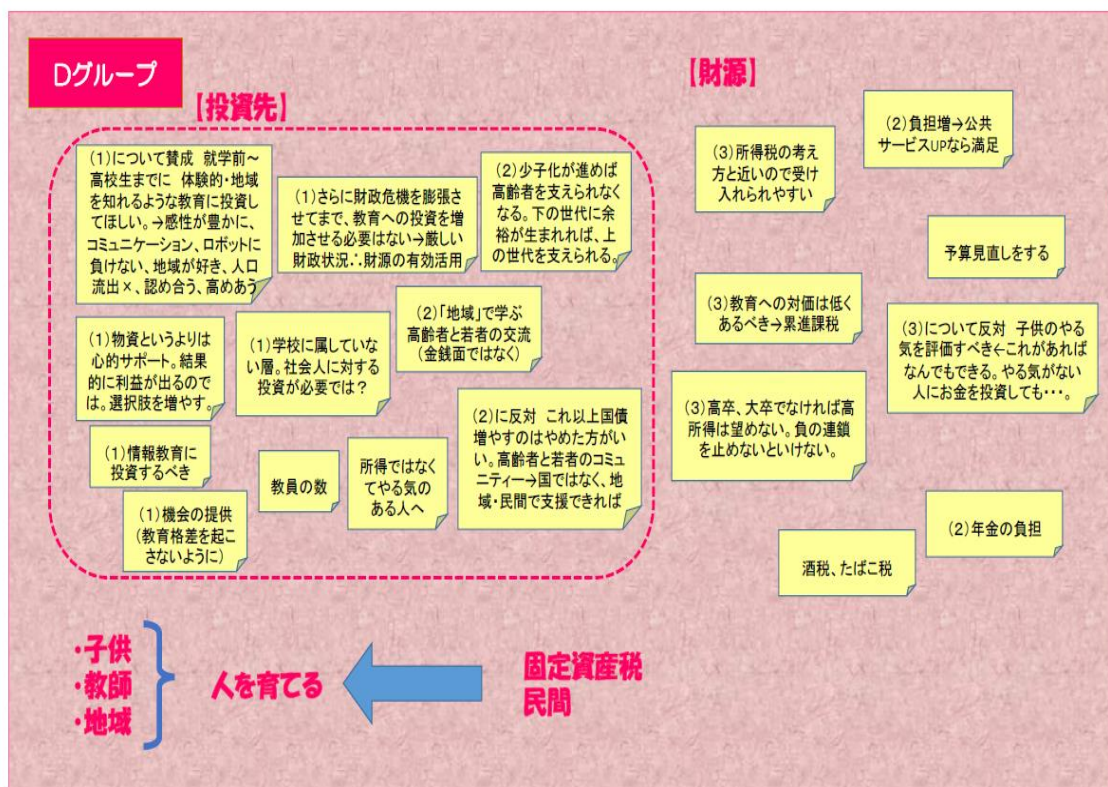 Dグループ
【投資先】
(1)について賛成 就学前～
高校生までに 体験的・地域
を知れるような教育に投資し
てほしい。→感性が豊かに、
コミュニケーション、ロボットに
負けない、地域が好き、人口
流出×、認め合う、高めあう
(1)さらに財政危機を膨張さ
せてまで、教育への投資を増
加させる必要はない→厳しい
財政状況∴財源の有効活用
(2)少子化が進めば
高齢者を支えられなく
なる。下の世代に余
裕が生まれれば、上
の世代を支えられる。
(1)物資というよりは
心的サポート。結果
的に利益が出るので
は。選択肢を増やす。
(1)学校に属していな
い層。社会人に対する
投資が必要では？
(2)「地域」で学ぶ
高齢者と若者の交流
(金銭面ではなく)
(1)情報教育に
投資するべき
教員の数
所得ではなく
てやる気の
ある人へ
(2)に反対 これ以上国債
増やすのはやめた方がい
い。高齢者と若者のコミュ
ニティー→国ではなく、地
域・民間で支援できれば
(1)機会の提供
(教育格差を起こ
さないように)
【財源】
(3)所得税の考え
方と近いので受け
入れられやすい
(2)負担増→公共
サービスUPなら満足
予算見直しをする
(3)教育への対価は低く
あるべき→累進課税
(3)について反対 子供のやる
気を評価すべき←これがあれば
なんでもできる。やる気がない
人にお金を投資しても・・・。
(3)高卒、大卒でなければ高
所得は望めない。負の連鎖
を止めないといけない。
(2)年金の負担
酒税、たばこ税
・子供
・教師
・地域
人を育てる
固定資産税
民間